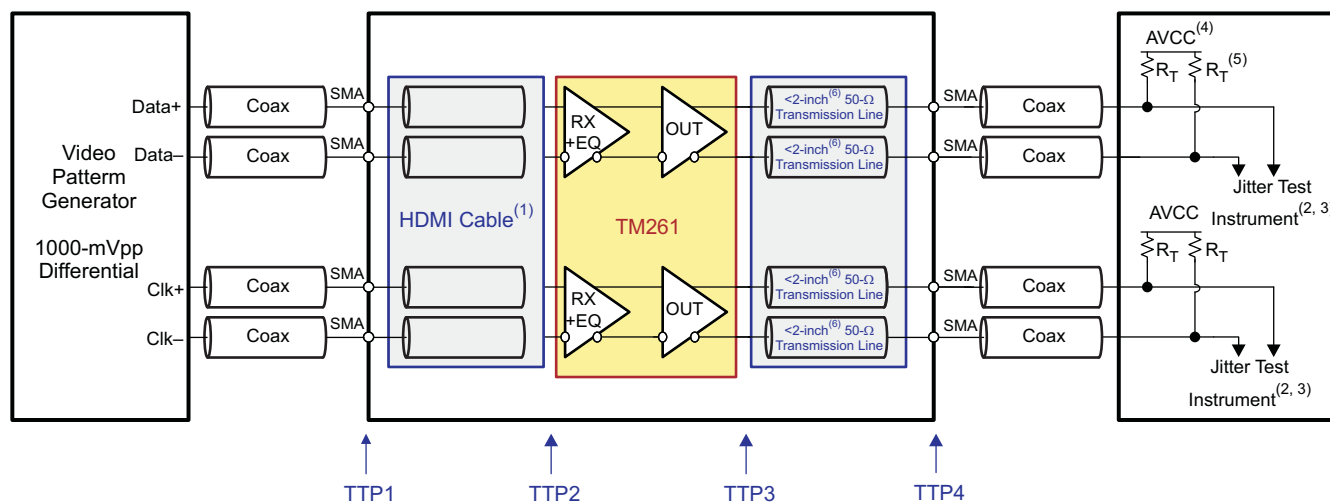 Video
Patterm
Generator
1000-mVpp
Differential
Data+
Data–
Clk+
Clk–
Coax
Coax
Coax
Coax
SMA
SMA
SMA
SMA
HDMI Cable(1)
RX
+EQ
OUT
TM261
RX
+EQ
OUT
<2-inch(6) 50-Ω
Transmission Line
<2-inch(6) 50-Ω
Transmission Line
<2-inch(6) 50-Ω
Transmission Line
<2-inch(6) 50-Ω
Transmission Line
SMA
SMA
SMA
SMA
Coax
Coax
Coax
Coax
AVCC(4)
RT
RT(5)
Jitter Test
Instrument(2, 3)
AVCC
RT
RT
Jitter Test
Instrument(2, 3)
TTP1
TTP2
TTP3
TTP4